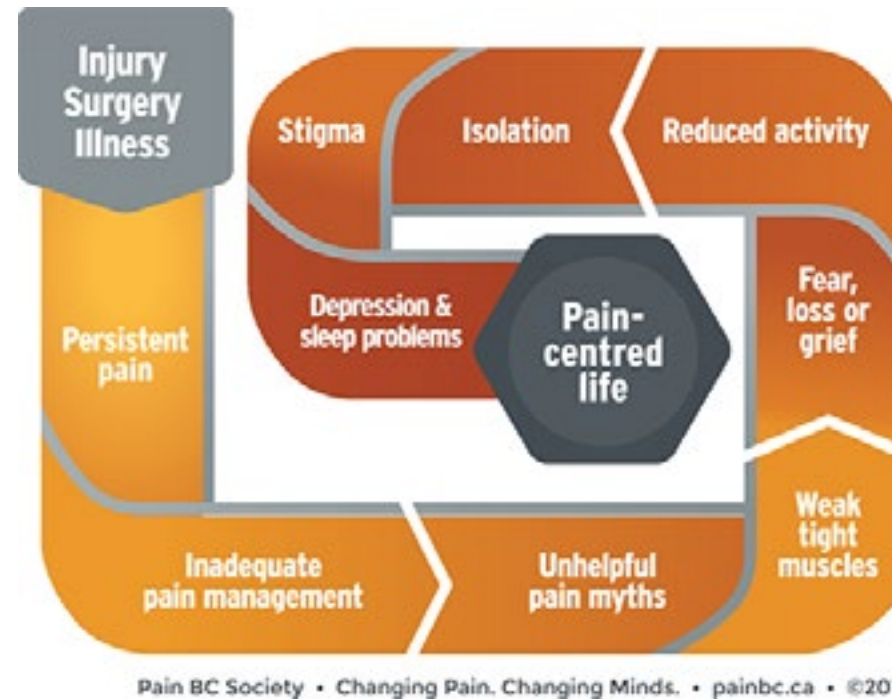 Injury
Surgery
Illness
Persistent
pain
Inadequate
pain management
Unhelpful
pain myths
Weak
tight
muscles
Fear,
loss or
grief
Reduced activity
Isolation
Stigma
Depression &
sleep problems
Pain-
centred
life
Pain BC Society • Changing Pain. Changing Minds. • painbc.ca • ©20